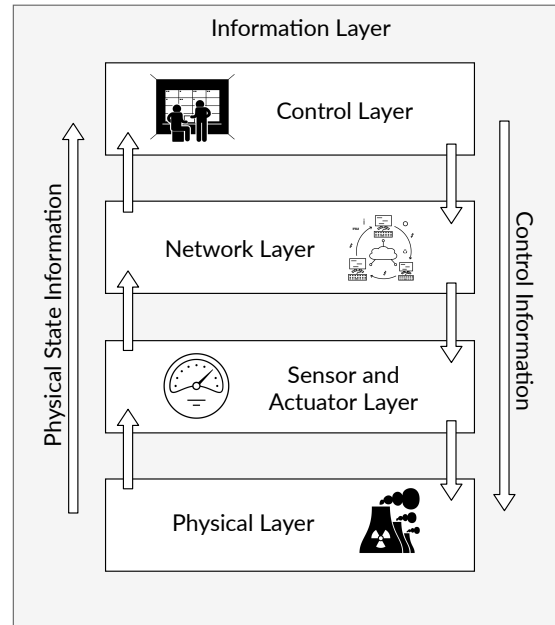 Information Layer
Control Layer
Network Layer
Sensor and
Actuator Layer
Physical Layer
Physical State Information
Control Information